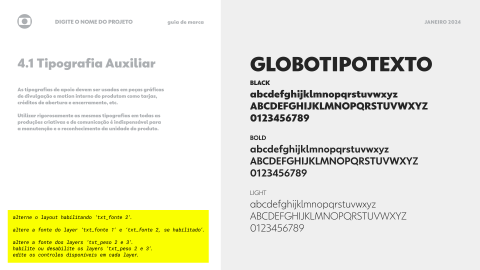 DIGITE O NOME DO PROJETO
guia de marca
JANEIRO 2024
4.1 Tipografia Auxiliar
As tipografias de apoio devem ser usadas em peças gráficas
de divulgação e motion interno de produtom como tarjas,
créditos de abertura e encerramento, etc.
Utilizar rigorosamente as mesmas tipografias em todas as
produções criativas e de comunicação é indispensável para
a manutenção e o reconhecimento da unidade do produto.
alterne o layout habilitando 'txt_fonte 2'.
altere a fonte do layer 'txt_fonte 1' e 'txt_fonte 2, se habilitado'.
altere a fonte dos layers 'txt_peso 2 e 3'.
habilite ou desabilite os layers 'txt_peso 2 e 3'.
edite os controles disponíveis em cada layer.
GLOBOTIPOTEXTO
BLACK
abcdefghijklmnopqrstuvwxyz
ABCDEFGHIJKLMNOPQRSTUVWXYZ
0123456789
BOLD
abcdefghijklmnopqrstuvwxyz
ABCDEFGHIJKLMNOPQRSTUVWXYZ
0123456789
LIGHT
abcdefghijklmnopqrstuvwxyz
ABCDEFGHIJKLMNOPQRSTUVWXYZ
0123456789